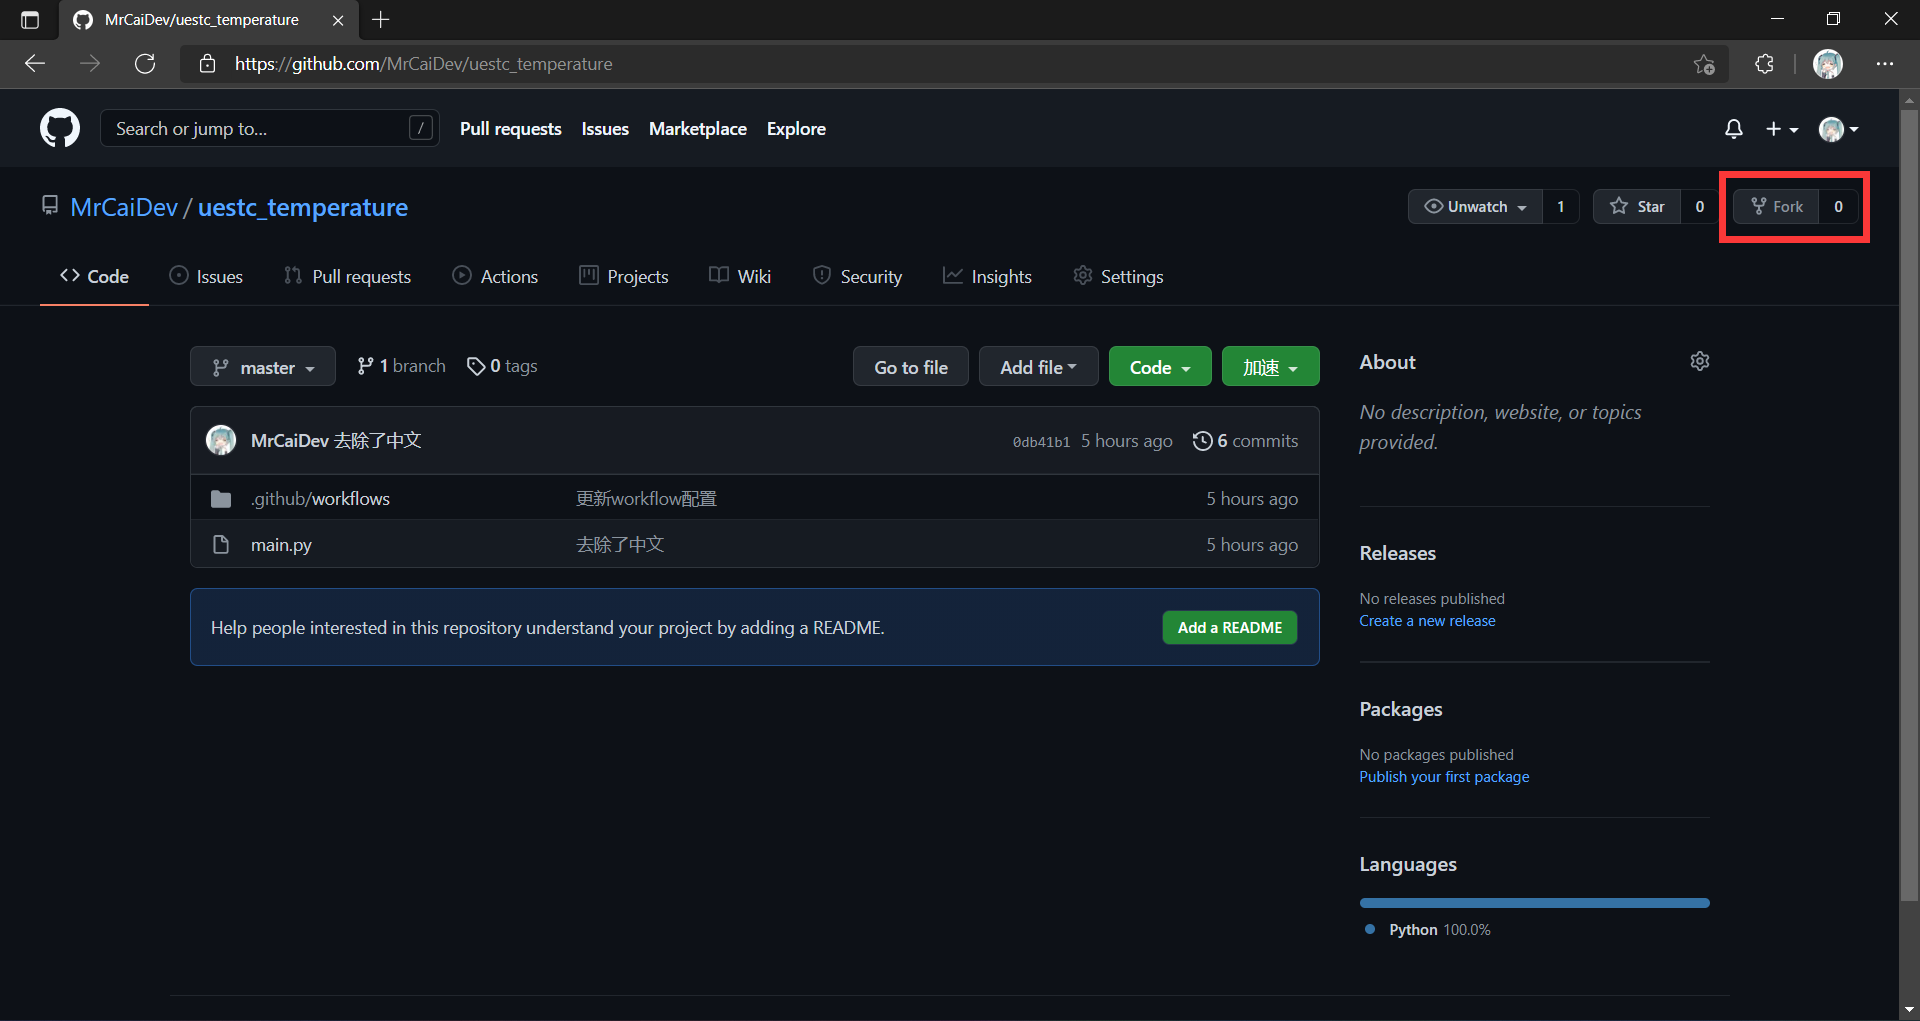 MrCaiDev/uestc_temperature
https://github.com/MrCaiDev/uestc_temperature
Search or jump to... /
Pull requests Issues Marketplace Explore
MrCaiDev / uestc_temperature
Unwatch 1 Star 0 Fork 0
Code Issues Pull requests Actions Projects Wiki Security Insights Settings
master 1 branch 0 tags Go to file Add file Code 加速
MrCaiDev 去除了中文 0db41b1 5 hours ago 6 commits
.github/workflows 更新workflow配置 5 hours ago
main.py 去除了中文 5 hours ago
Help people interested in this repository understand your project by adding a README. Add a README
About
No description, website, or topics
provided.
Releases
No releases published
Create a new release
Packages
No packages published
Publish your first package
Languages
Python 100.0%